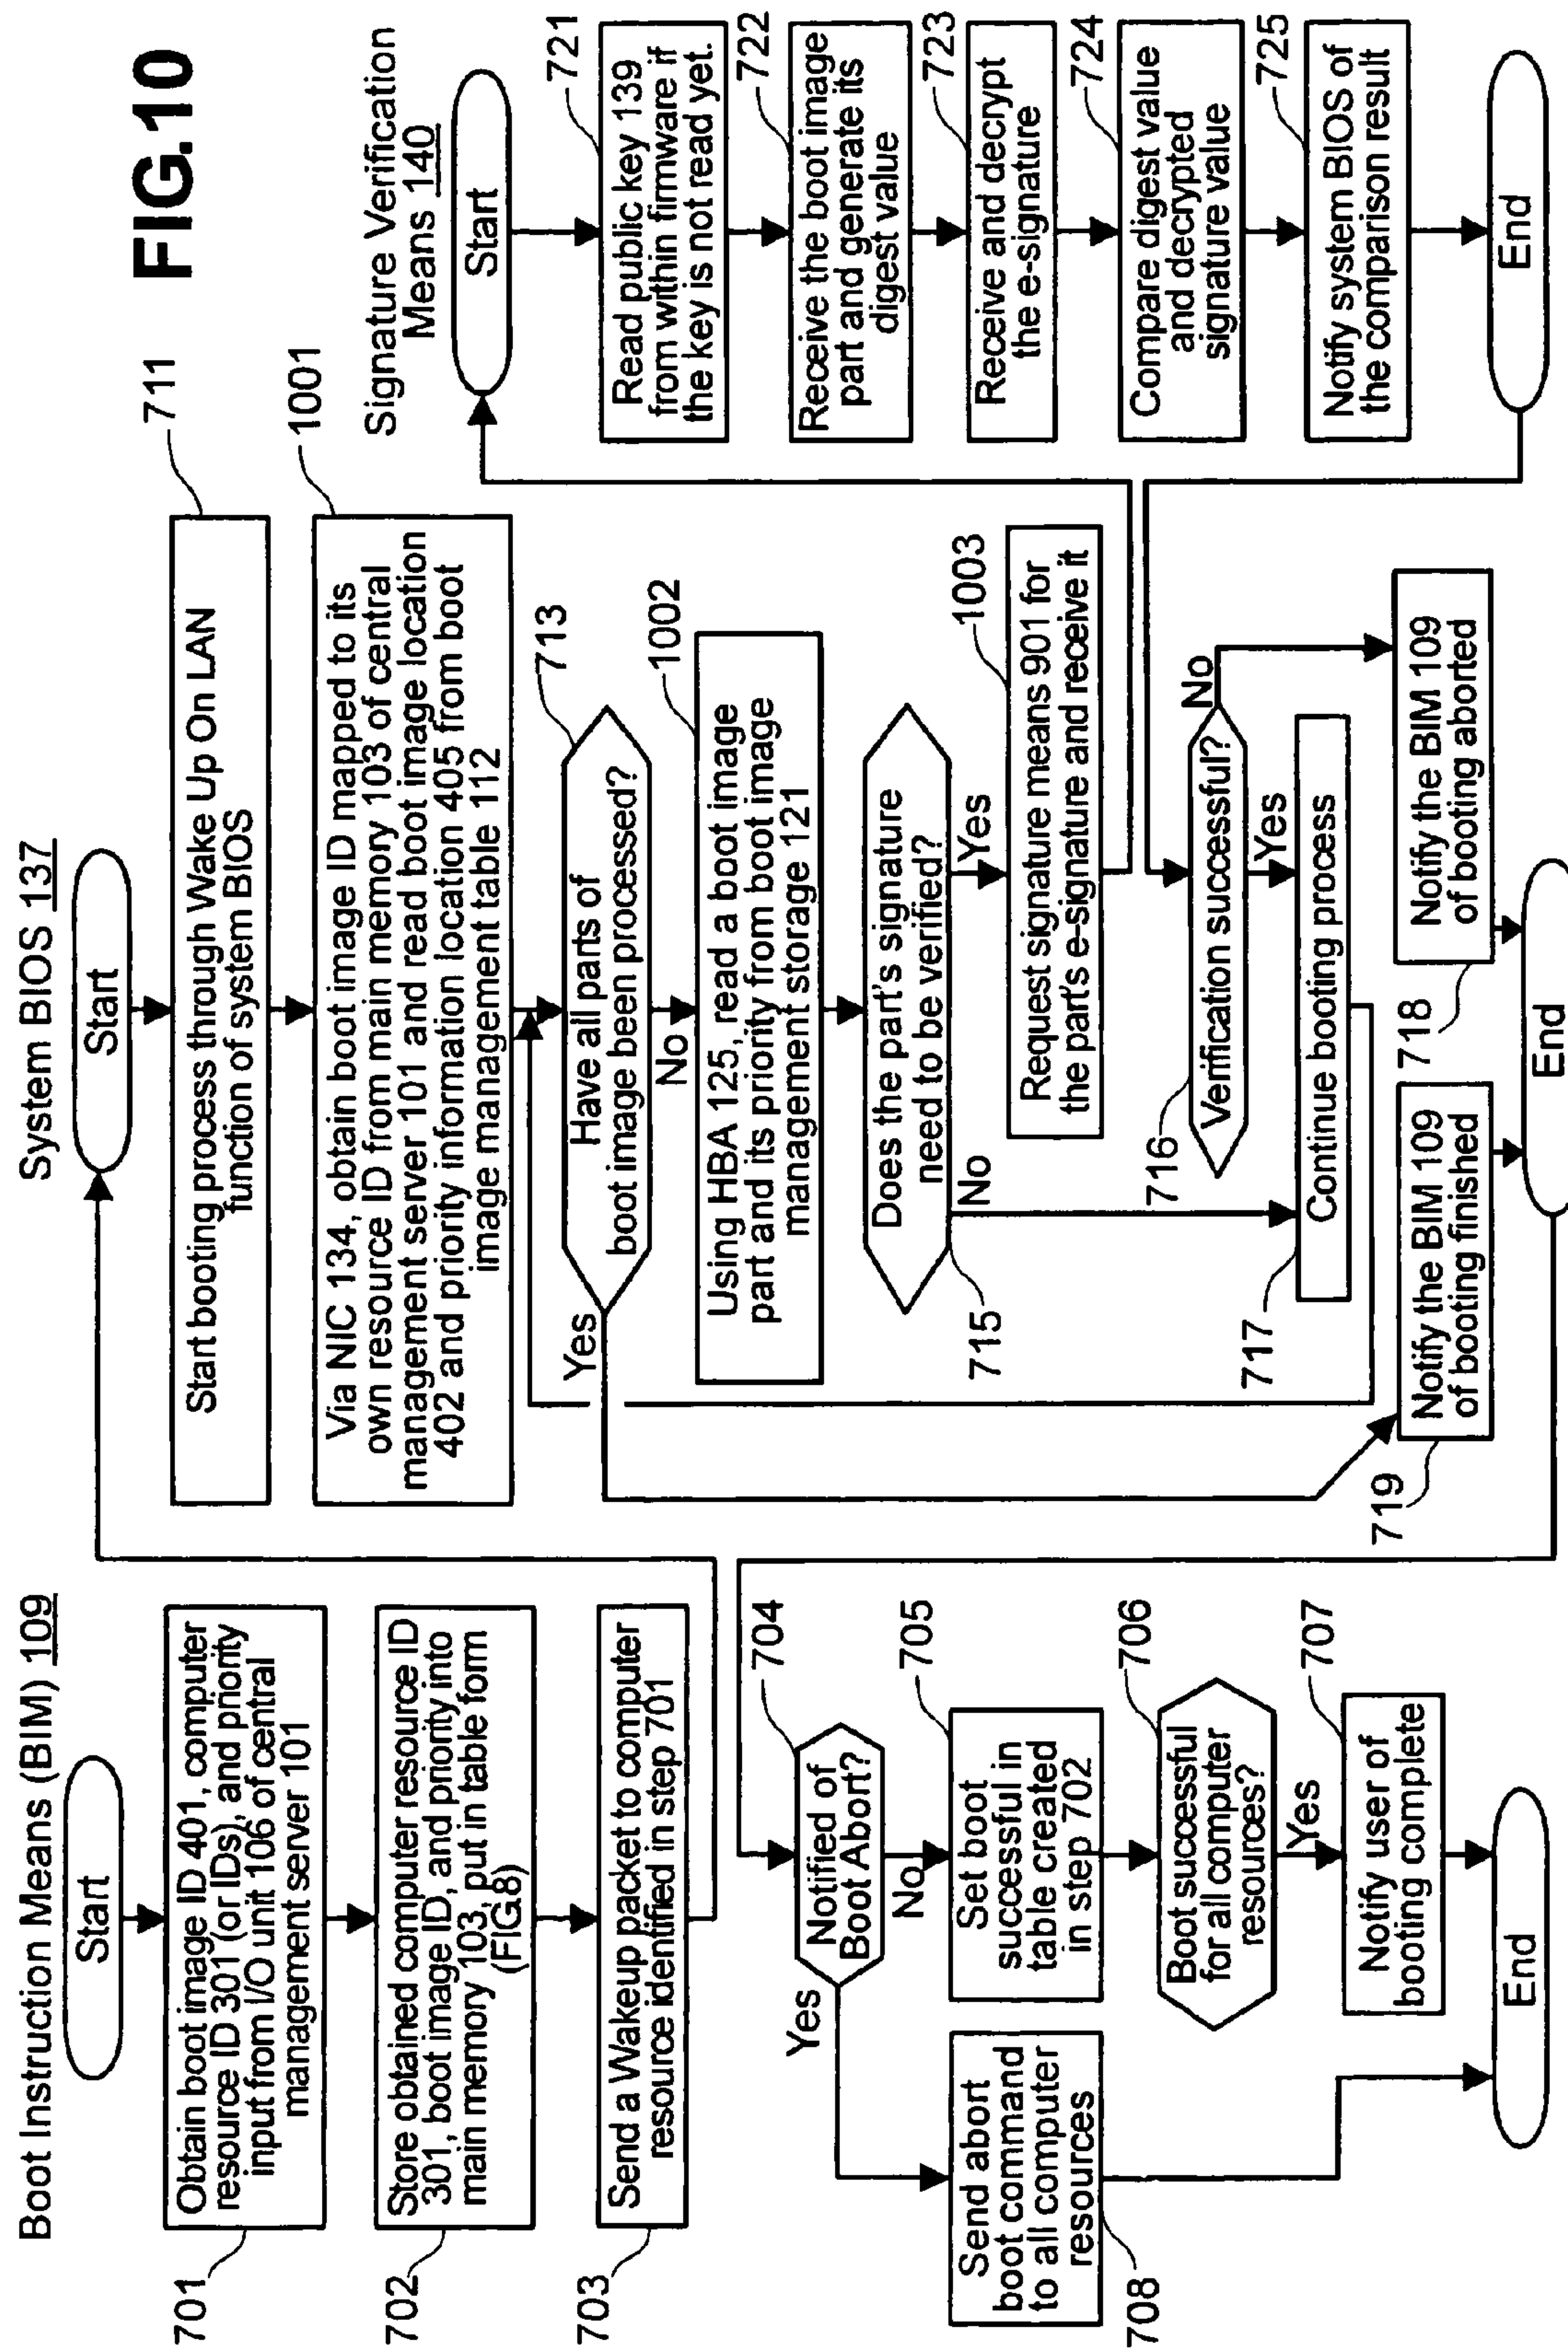 FIG.10
Boot Instruction Means (BIM) 109
Start
701
Obtain boot image ID 401, computer
resource ID 301 (or IDs), and priority
input from I/O unit 106 of central
management server 101
702
Store obtained computer resource ID
301, boot image ID, and priority into
main memory 103, put in table form
(FIG.8)
703
Send a Wakeup packet to computer
resource identified in step 701
704
Notified of
Boot Abort?
Yes
No
705
Set boot
successful in
table created
in step 702
706
Boot successful
for all computer
resources?
Yes
707
Notify user of
booting complete
Send abort
boot command
to all computer
resources
708
End
System BIOS 137
Start
711
Start booting process through Wake Up On LAN
function of system BIOS
1001
Via NIC 134, obtain boot image ID mapped to its
own resource ID from main memory 103 of central
management server 101 and read boot image location
402 and priority information location 405 from boot
image management table 112
713
Have all parts of
boot image been processed?
Yes
No
1002
Using HBA 125, read a boot image
part and its priority from boot image
management storage 121
Does the part's signature
need to be verified?
715
No
Yes
1003
Request signature means 901 for
the part's e-signature and receive it
716
Verification successful?
No
Yes
717
Continue booting process
719
Notify the BIM 109
of booting finished
718
Notify the BIM 109
of booting aborted
End
Signature Verification
Means 140
Start
721
Read public key 139
from within firmware if
the key is not read yet.
722
Receive the boot image
part and generate its
digest value
723
Receive and decrypt
the e-signature
724
Compare digest value
and decrypted
signature value
725
Notify system BIOS of
the comparison result
End